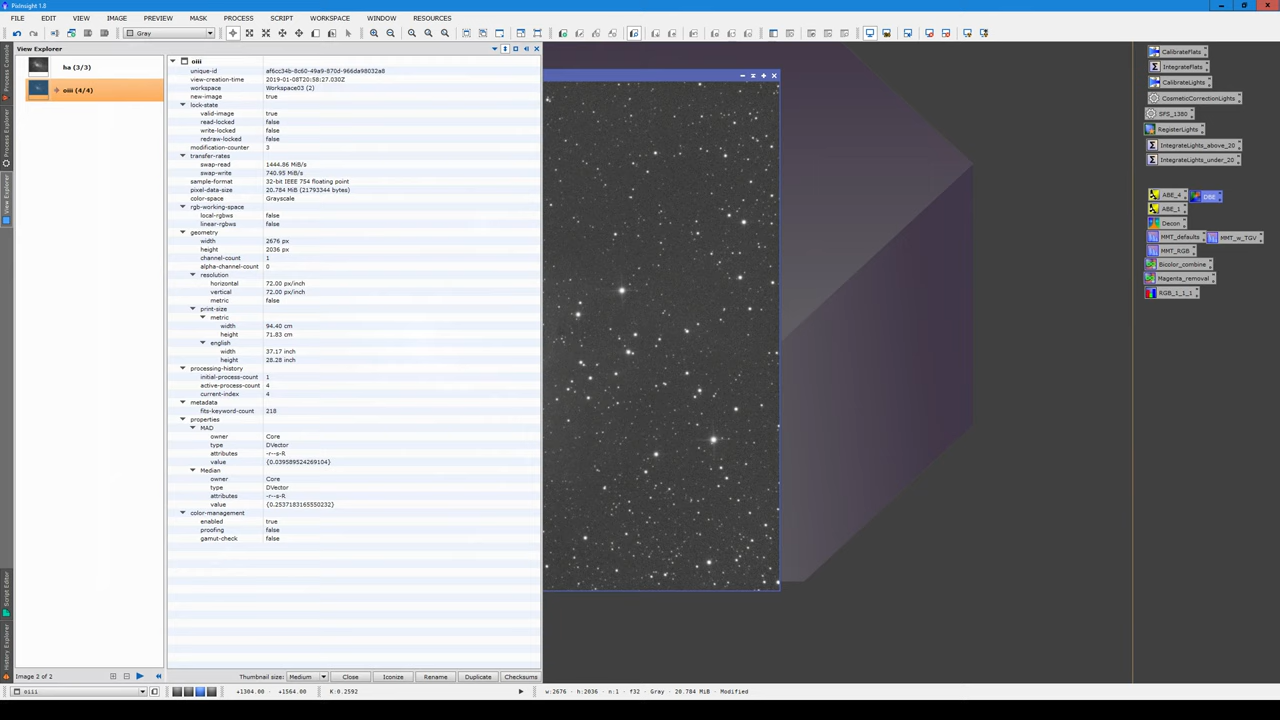 PixInsight 1.8
FILE EDIT VIEW IMAGE PREVIEW MASK PROCESS SCRIPT WORKSPACE WINDOW RESOURCES
Gray
View Explorer
Process Console
Process Explorer
View Explorer
Script Editor
History Explorer
ha (3/3)
oiii (4/4)
oiii
unique-id af6cc34b-8c60-49a9-870d-966da98032a8
view-creation-time 2019-01-08T20:58:27.030Z
workspace Workspace03 (2)
new-image true
lock-state
valid-image true
read-locked false
write-locked false
redraw-locked false
modification-counter 3
transfer-rates
swap-read 1444.86 MiB/s
swap-write 740.95 MiB/s
sample-format 32-bit IEEE 754 floating point
pixel-data-size 20.784 MiB (21793344 bytes)
color-space Grayscale
rgb-working-space
local-rgbws false
linear-rgbws false
geometry
width 2676 px
height 2036 px
channel-count 1
alpha-channel-count 0
resolution
horizontal 72.00 px/inch
vertical 72.00 px/inch
metric false
print-size
metric
width 94.40 cm
height 71.83 cm
english
width 37.17 inch
height 28.28 inch
processing-history
initial-process-count 1
active-process-count 4
current-index 4
metadata
fits-keyword-count 218
properties
MAD
owner Core
type DVector
attributes -r--s-R
value {0.039589524269104}
Median
owner Core
type DVector
attributes -r--s-R
value {0.2537183165550232}
color-management
enabled true
proofing false
gamut-check false
CalibrateFlats
IntegrateFlats
CalibrateLights
CosmeticCorrectionLights
SFS_1380
RegisterLights
IntegrateLights_above_20
IntegrateLights_under_20
ABE_4 DBE
ABE_1
Decon
MMT_defaults MMT_w_TGV
MMT_RGB
Bicolor_combine
Magenta_removal
RGB_1_1_1
Image 2 of 2
Thumbnail size: Medium Close Iconize Rename Duplicate Checksums
oiii +1304.00 +1564.00 K:0.2592 w:2676 · h:2036 · n:1 · f32 · Gray · 20.784 MiB · Modified